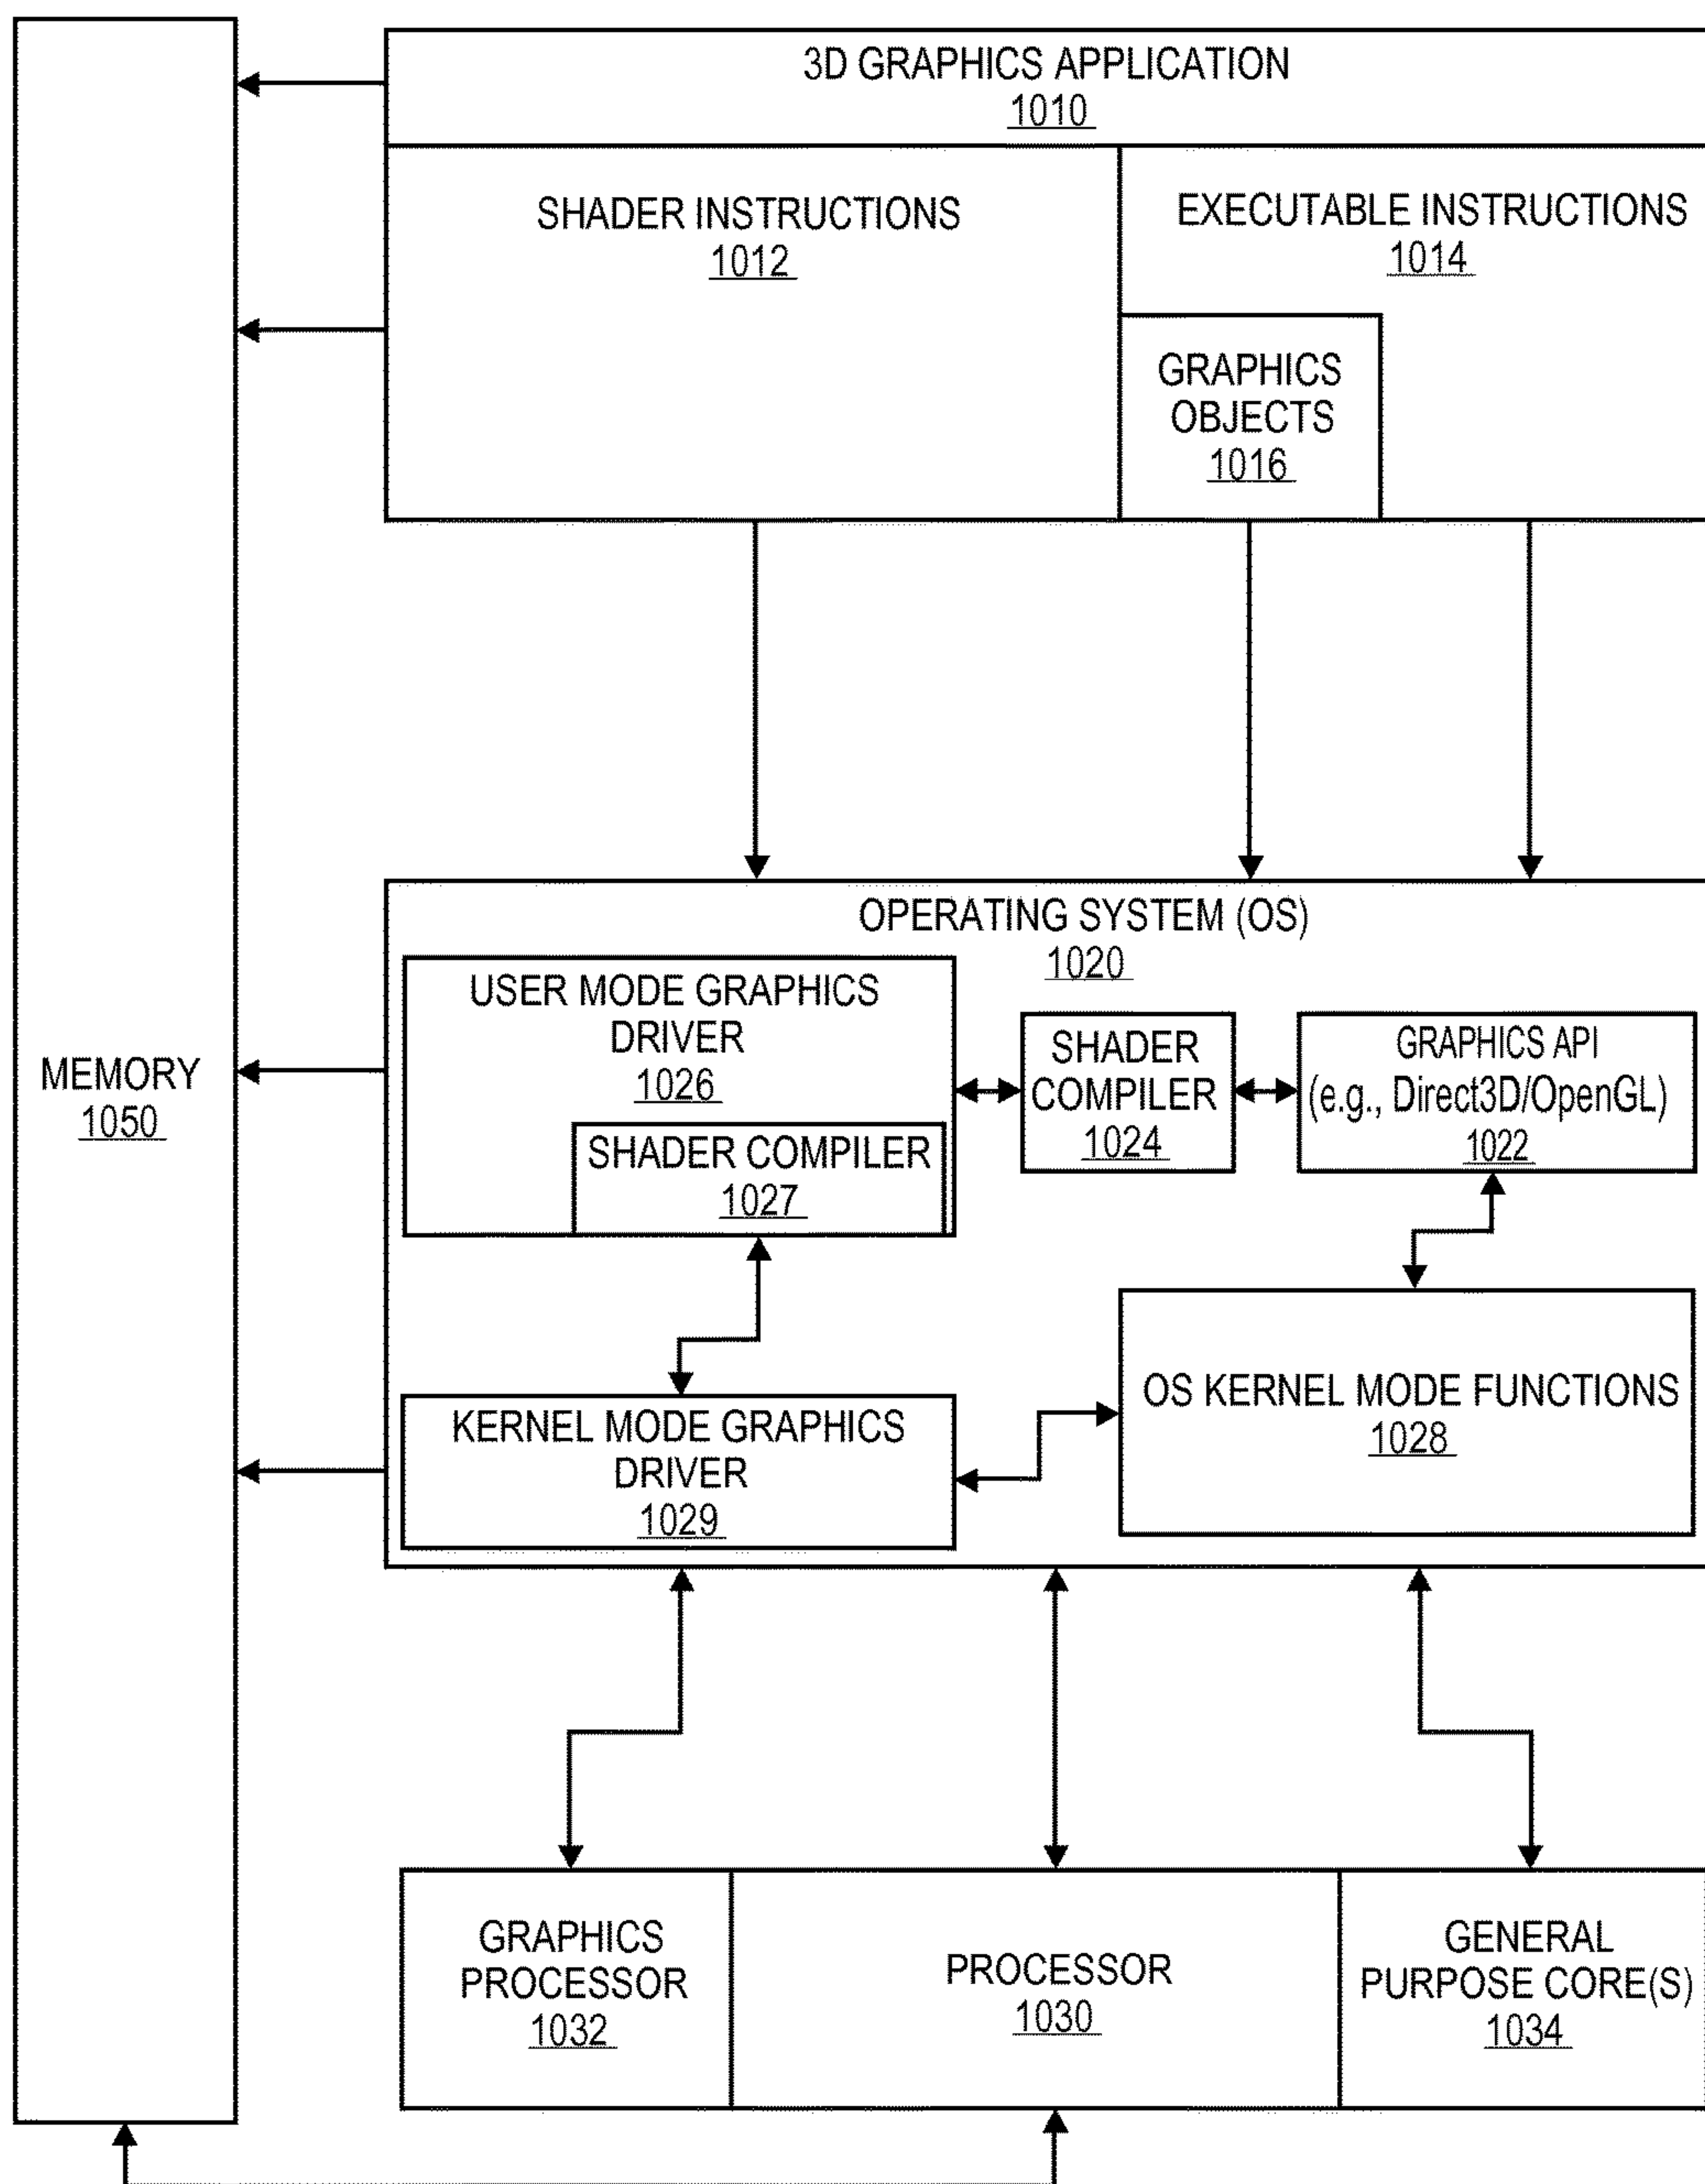 3D GRAPHICS APPLICATION
1010
SHADER INSTRUCTIONS
1012
EXECUTABLE INSTRUCTIONS
1014
GRAPHICS
OBJECTS
1016
OPERATING SYSTEM (OS)
1020
USER MODE GRAPHICS
DRIVER
1026
SHADER COMPILER
1027
SHADER
COMPILER
1024
GRAPHICS API
(e.g., Direct3D/OpenGL)
1022
MEMORY
1050
KERNEL MODE GRAPHICS
DRIVER
1029
OS KERNEL MODE FUNCTIONS
1028
GRAPHICS
PROCESSOR
1032
PROCESSOR
1030
GENERAL
PURPOSE CORE(S)
1034